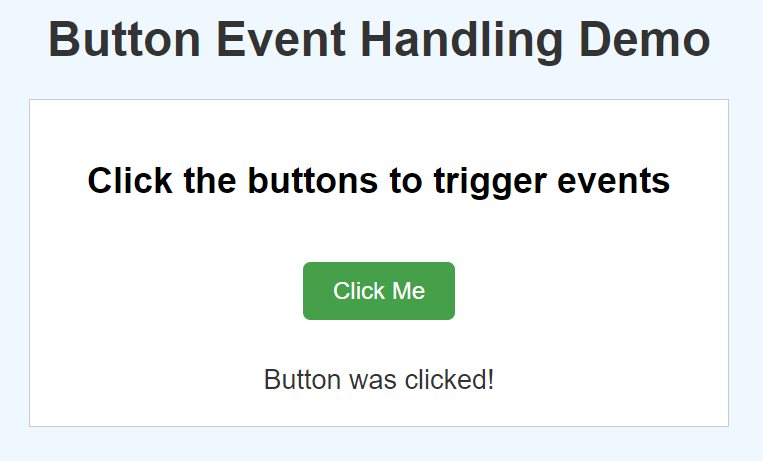 Button Event Handling Demo
Click the buttons to trigger events
Click Me
Button was clicked!